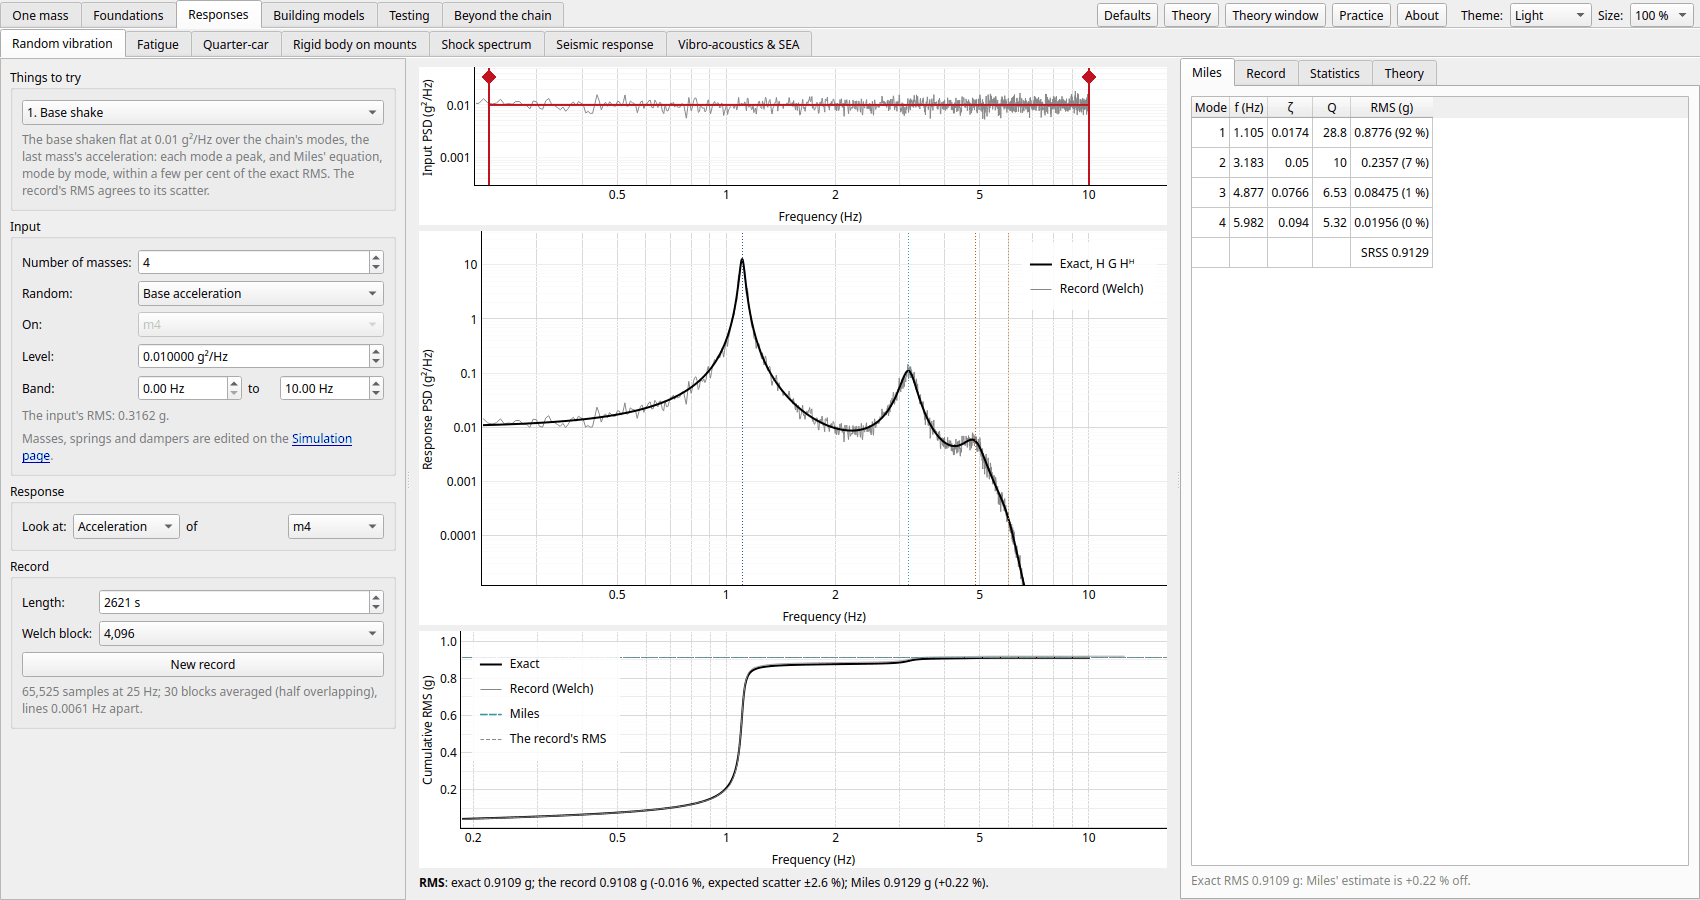 One mass
Foundations
Responses
Building models
Testing
Beyond the chain
Defaults
Theory
Theory window
Practice
About
Theme:
Light
Size:
100 %
Random vibration
Fatigue
Quarter-car
Rigid body on mounts
Shock spectrum
Seismic response
Vibro-acoustics & SEA
Things to try
1. Base shake
The base shaken flat at 0.01 g²/Hz over the chain's modes, the
last mass's acceleration: each mode a peak, and Miles' equation,
mode by mode, within a few per cent of the exact RMS. The
record's RMS agrees to its scatter.
Input
Number of masses: 4
Random: Base acceleration
On: m4
Level: 0.010000 g²/Hz
Band: 0.00 Hz to 10.00 Hz
The input's RMS: 0.3162 g.
Masses, springs and dampers are edited on the Simulation
page.
Response
Look at: Acceleration of m4
Record
Length: 2621 s
Welch block: 4,096
New record
65,525 samples at 25 Hz; 30 blocks averaged (half overlapping),
lines 0.0061 Hz apart.
Input PSD (g²/Hz)
0.01
0.001
0.5 1 2 5 10
Frequency (Hz)
Response PSD (g²/Hz)
10
1
0.1
0.01
0.001
0.0001
Exact, H G Hᴴ
Record (Welch)
0.5 1 2 5 10
Frequency (Hz)
Cumulative RMS (g)
1.0
0.8
0.6
0.4
0.2
Exact
Record (Welch)
Miles
The record's RMS
0.2 0.5 1 2 5 10
Frequency (Hz)
RMS: exact 0.9109 g; the record 0.9108 g (-0.016 %, expected scatter ±2.6 %); Miles 0.9129 g (+0.22 %).
Miles
Record
Statistics
Theory
Mode f (Hz) ζ Q RMS (g)
1 1.105 0.0174 28.8 0.8776 (92 %)
2 3.183 0.05 10 0.2357 (7 %)
3 4.877 0.0766 6.53 0.08475 (1 %)
4 5.982 0.094 5.32 0.01956 (0 %)
SRSS 0.9129
Exact RMS 0.9109 g: Miles' estimate is +0.22 % off.